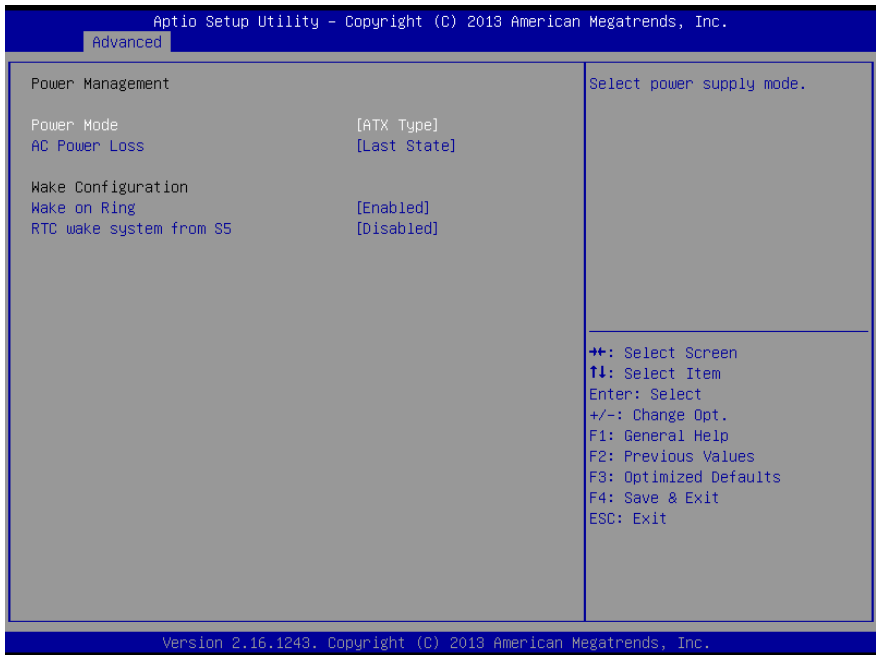 Aptio Setup Utility – Copyright (C) 2013 American Megatrends, Inc.
Advanced
Power Management
Power Mode [ATX Type]
AC Power Loss [Last State]
Wake Configuration
Wake on Ring [Enabled]
RTC wake system from S5 [Disabled]
Select power supply mode.
→←: Select Screen
↑↓: Select Item
Enter: Select
+/-: Change Opt.
F1: General Help
F2: Previous Values
F3: Optimized Defaults
F4: Save & Exit
ESC: Exit
Version 2.16.1243. Copyright (C) 2013 American Megatrends, Inc.